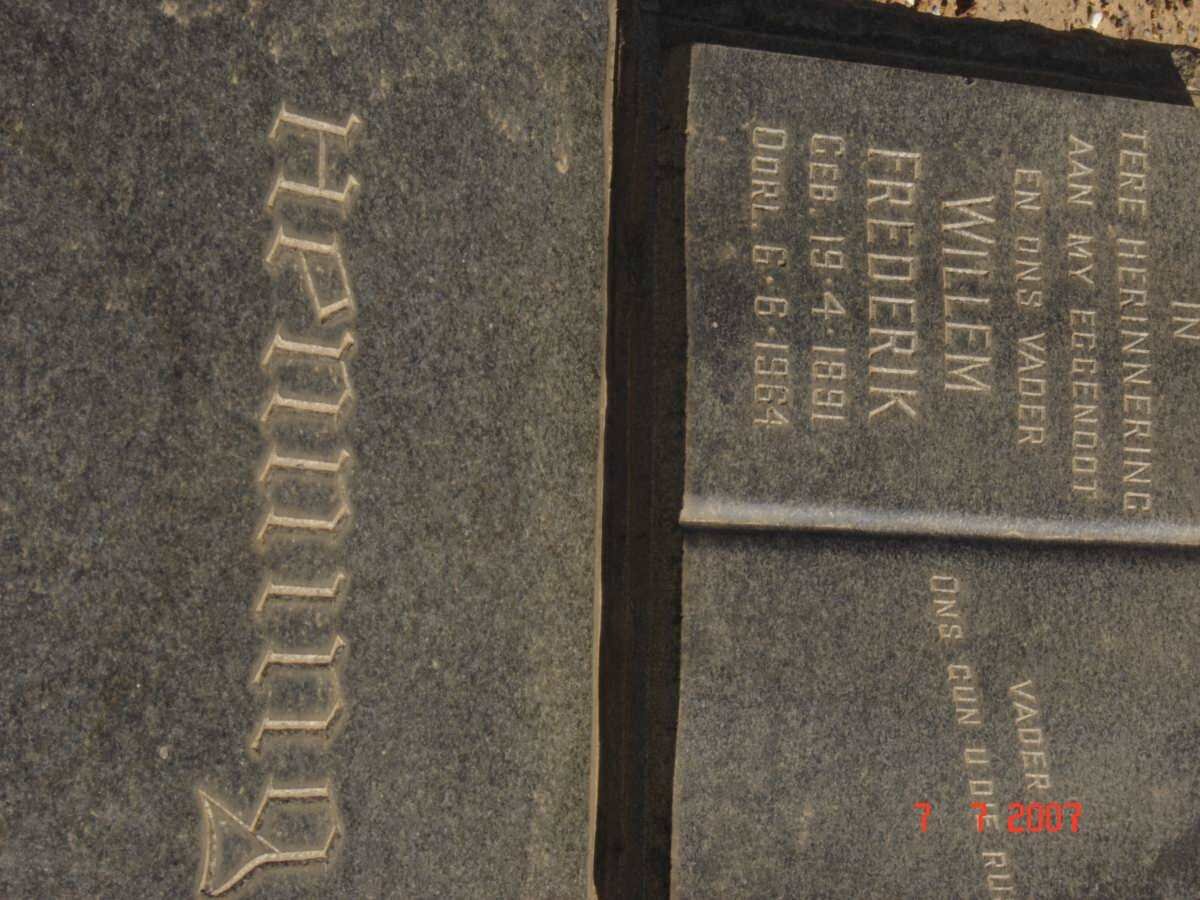 IN
TERE HERINNERING
AAN MY EGGENOOT
EN ONS VADER
WILLEM
FREDERIK
GEB. 19.4.1891
OORL. 6.6.1964
VADER
ONS GUN U DIE
Henning
7 7 2007